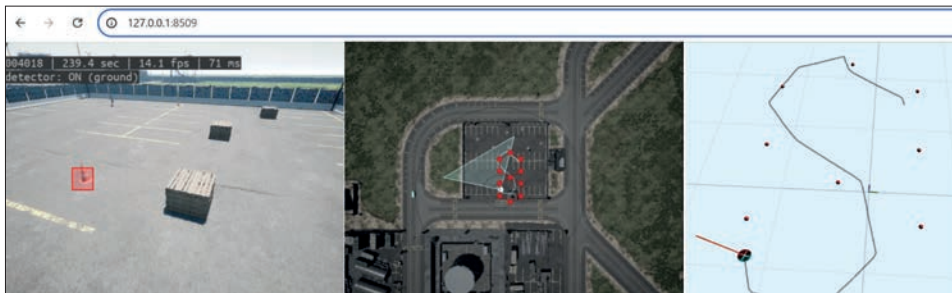 127.0.0.1:8509
004018 | 239.4 sec | 14.1 fps | 71 ms
detector: ON (ground)